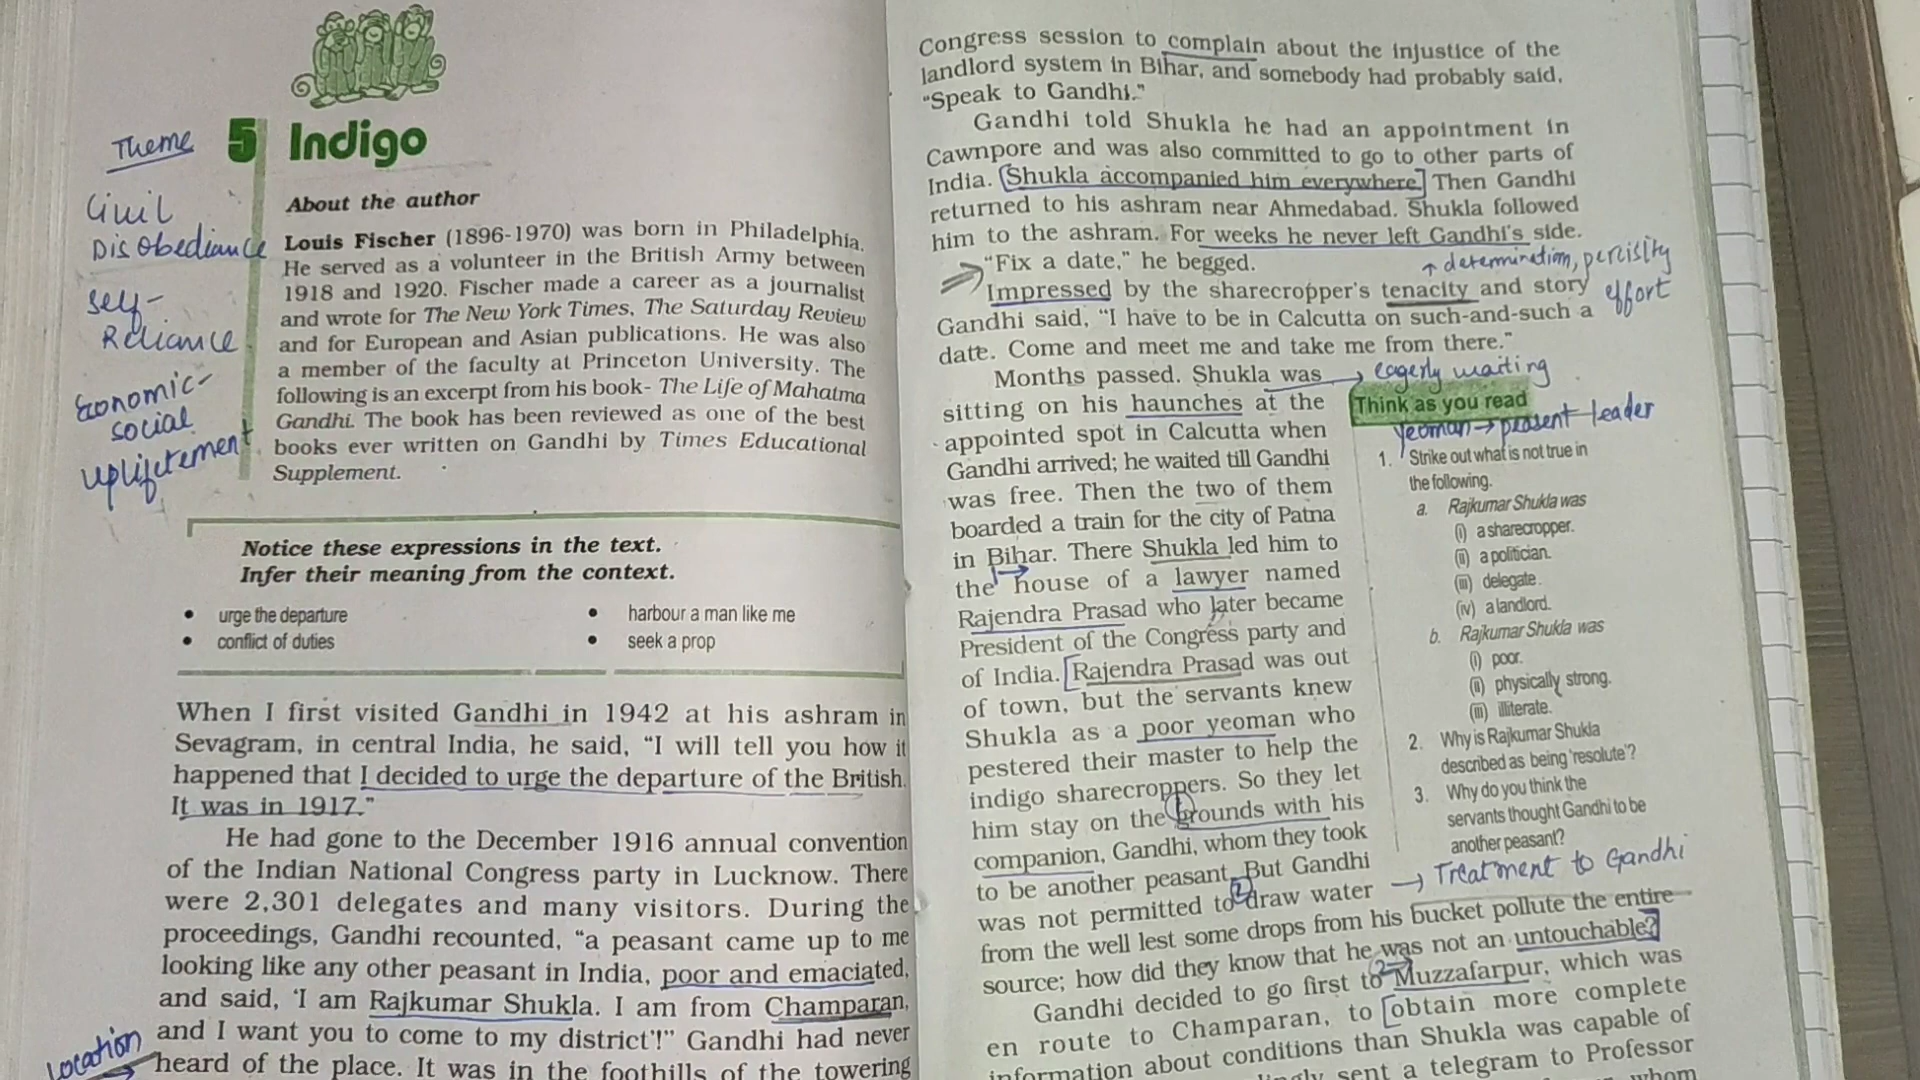 Theme
5 Indigo
Civil
DisObediance
Self-
Reliance
Economic-
social
upliftement
About the author
Louis Fischer (1896-1970) was born in Philadelphia.
He served as a volunteer in the British Army between
1918 and 1920. Fischer made a career as a journalist
and wrote for The New York Times, The Saturday Review
and for European and Asian publications. He was also
a member of the faculty at Princeton University. The
following is an excerpt from his book- The Life of Mahatma
Gandhi. The book has been reviewed as one of the best
books ever written on Gandhi by Times Educational
Supplement.
Notice these expressions in the text.
Infer their meaning from the context.
• urge the departure
• harbour a man like me
• conflict of duties
• seek a prop
When I first visited Gandhi in 1942 at his ashram in
Sevagram, in central India, he said, “I will tell you how it
happened that I decided to urge the departure of the British.
It was in 1917.”
He had gone to the December 1916 annual convention
of the Indian National Congress party in Lucknow. There
were 2,301 delegates and many visitors. During the
proceedings, Gandhi recounted, “a peasant came up to me
looking like any other peasant in India, poor and emaciated,
and said, ‘I am Rajkumar Shukla. I am from Champaran,
and I want you to come to my district’!” Gandhi had never
Location
heard of the place. It was in the foothills of the towering
Congress session to complain about the injustice of the
landlord system in Bihar, and somebody had probably said,
“Speak to Gandhi.”
Gandhi told Shukla he had an appointment in
Cawnpore and was also committed to go to other parts of
India. Shukla accompanied him everywhere. Then Gandhi
returned to his ashram near Ahmedabad. Shukla followed
him to the ashram. For weeks he never left Gandhi’s side.
“Fix a date,” he begged.
determination, percisity
effort
Impressed by the sharecropper’s tenacity and story
Gandhi said, “I have to be in Calcutta on such-and-such a
date. Come and meet me and take me from there.”
Months passed. Shukla was
eagerly waiting
sitting on his haunches at the
appointed spot in Calcutta when
Gandhi arrived; he waited till Gandhi
was free. Then the two of them
boarded a train for the city of Patna
in Bihar. There Shukla led him to
1
the house of a lawyer named
Rajendra Prasad who later became
President of the Congress party and
of India. Rajendra Prasad was out
of town, but the servants knew
Shukla as a poor yeoman who
pestered their master to help the
indigo sharecroppers. So they let
1
him stay on the grounds with his
companion, Gandhi, whom they took
to be another peasant. But Gandhi
2
was not permitted to draw water
from the well lest some drops from his bucket pollute the entire
source; how did they know that he was not an untouchable?
2
Gandhi decided to go first to Muzzafarpur, which was
en route to Champaran, to obtain more complete
information about conditions than Shukla was capable of
sent a telegram to Professor
whom
Think as you read
yeoman → peasent leader
1. Strike out what is not true in
the following.
a. Rajkumar Shukla was
(i) a sharecropper.
(ii) a politician.
(iii) delegate.
(iv) a landlord.
b. Rajkumar Shukla was
(i) poor.
(ii) physically strong.
(iii) illiterate.
2. Why is Rajkumar Shukla
described as being ‘resolute’?
3. Why do you think the
servants thought Gandhi to be
another peasant?
→ Treatment to Gandhi